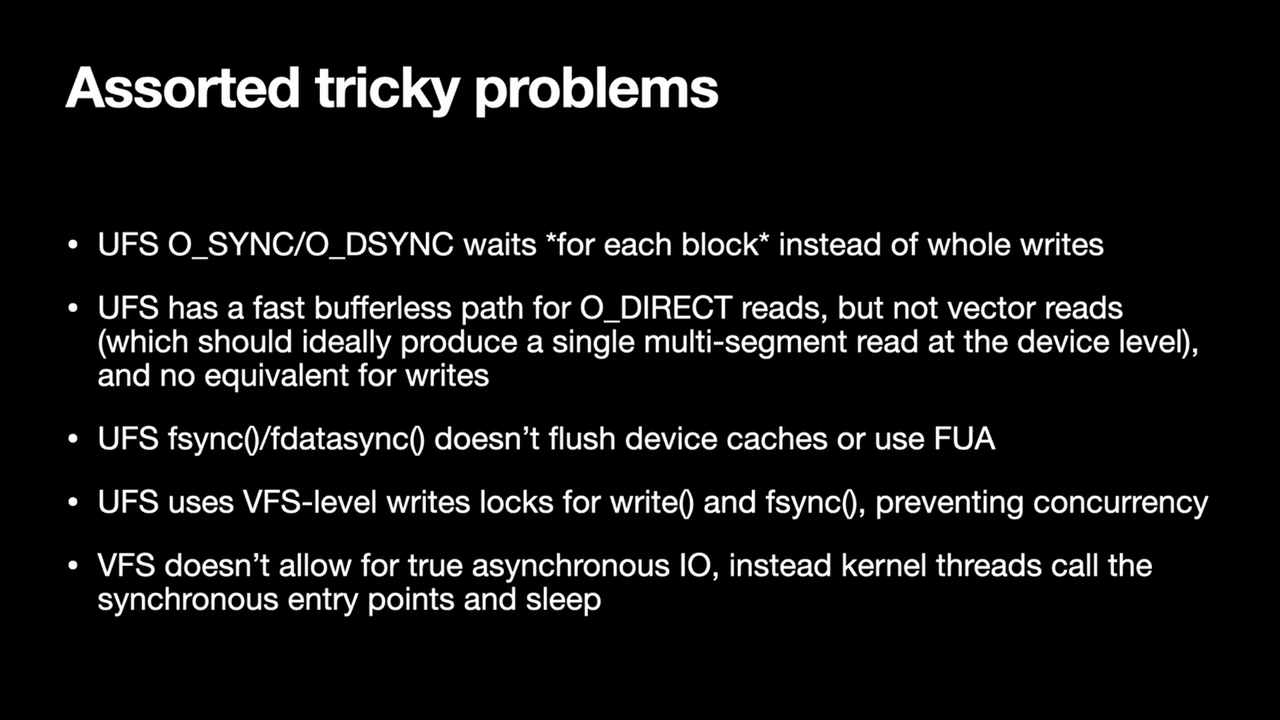 Assorted tricky problems
• UFS O_SYNC/O_DSYNC waits *for each block* instead of whole writes
• UFS has a fast bufferless path for O_DIRECT reads, but not vector reads
(which should ideally produce a single multi-segment read at the device level),
and no equivalent for writes
• UFS fsync()/fdatasync() doesn’t flush device caches or use FUA
• UFS uses VFS-level writes locks for write() and fsync(), preventing concurrency
• VFS doesn’t allow for true asynchronous IO, instead kernel threads call the
synchronous entry points and sleep